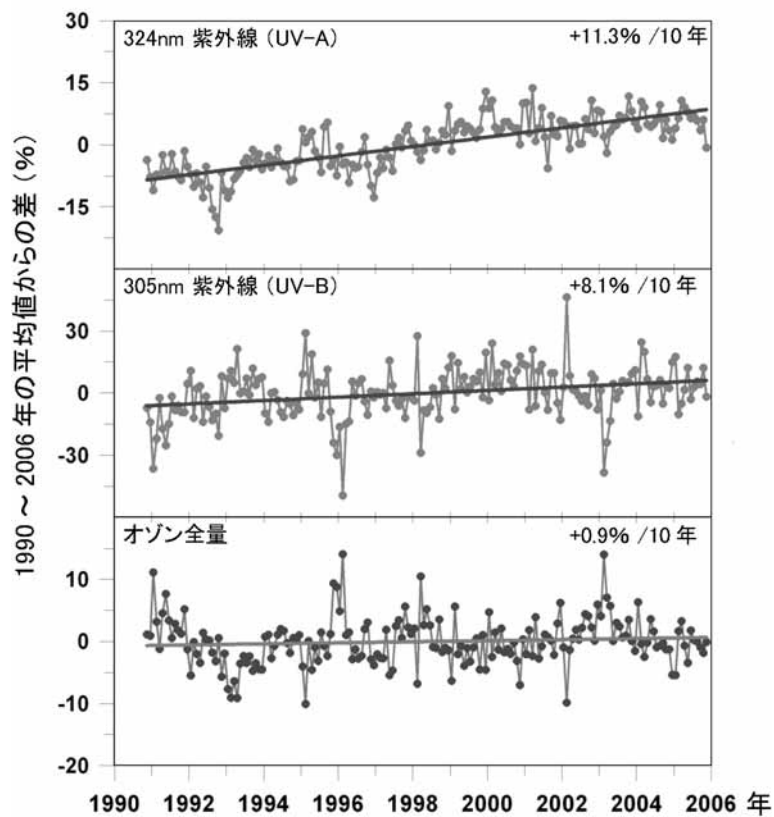 1990～2006 年の平均値からの差 (%)
324nm 紫外線 (UV-A)
+11.3% /10 年
30
15
0
-15
305nm 紫外線 (UV-B)
+8.1% /10 年
30
0
-30
オゾン全量
+0.9% /10 年
10
0
-10
-20
1990 1992 1994 1996 1998 2000 2002 2004 2006 年